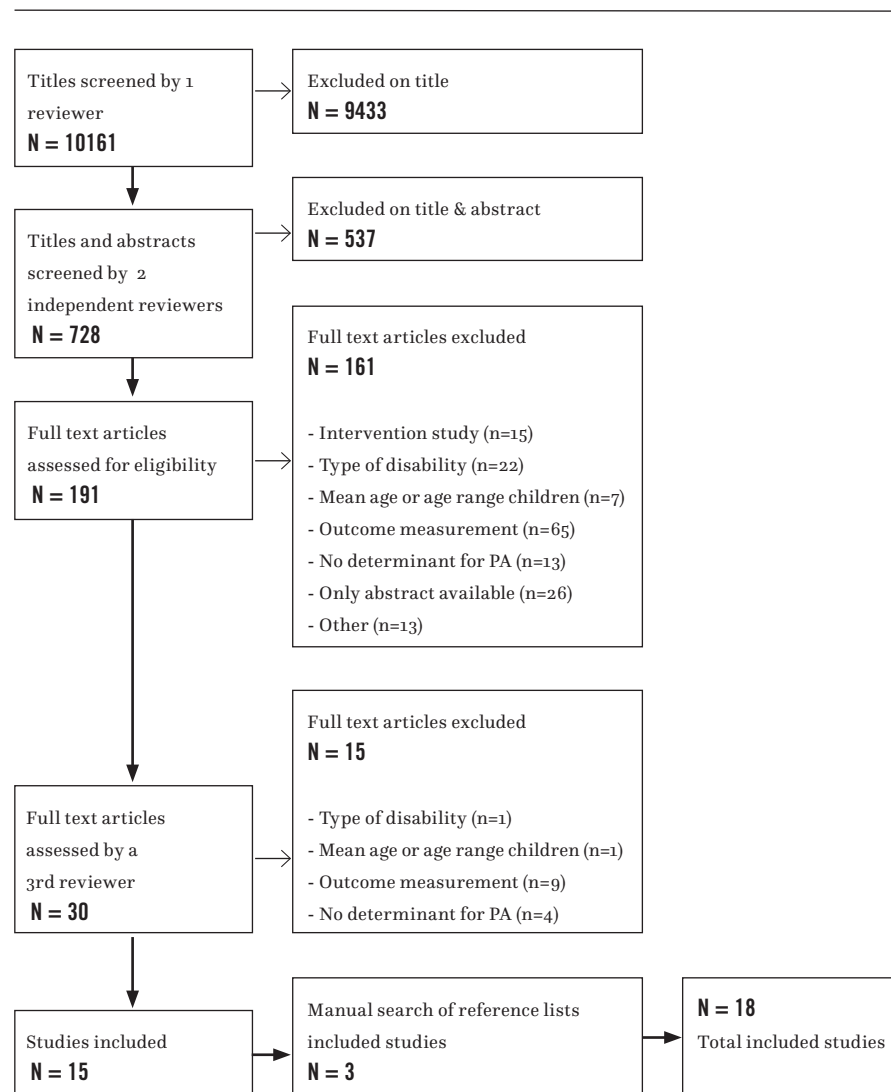 Titles screened by 1
reviewer
N = 10161
Excluded on title
N = 9433
Titles and abstracts
screened by 2
independent reviewers
N = 728
Excluded on title & abstract
N = 537
Full text articles
assessed for eligibility
N = 191
Full text articles excluded
N = 161
- Intervention study (n=15)
- Type of disability (n=22)
- Mean age or age range children (n=7)
- Outcome measurement (n=65)
- No determinant for PA (n=13)
- Only abstract available (n=26)
- Other (n=13)
Full text articles
assessed by a
3rd reviewer
N = 30
Full text articles excluded
N = 15
- Type of disability (n=1)
- Mean age or age range children (n=1)
- Outcome measurement (n=9)
- No determinant for PA (n=4)
Studies included
N = 15
Manual search of reference lists
included studies
N = 3
N = 18
Total included studies